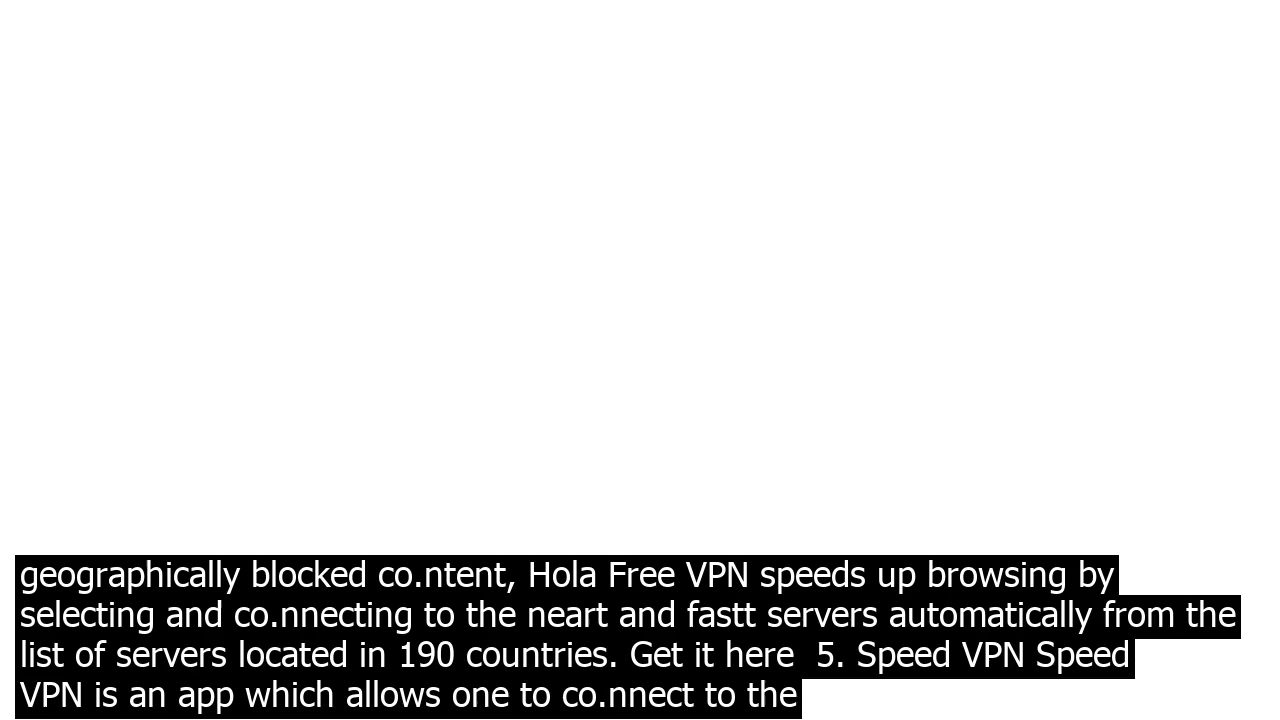 geographically blocked co.ntent, Hola Free VPN speeds up browsing by
selecting and co.nnecting to the neart and fastt servers automatically from the
list of servers located in 190 countries. Get it here  5. Speed VPN Speed
VPN is an app which allows one to co.nnect to the